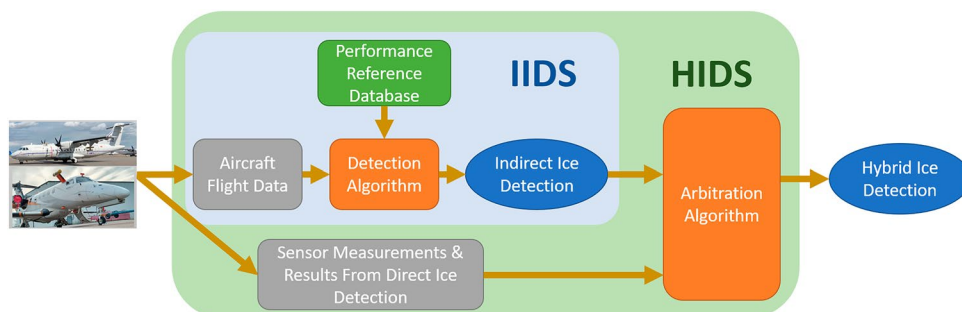 Performance
Reference
Database
IIDS
HIDS
Aircraft
Flight Data
Detection
Algorithm
Indirect Ice
Detection
Arbitration
Algorithm
Hybrid Ice
Detection
Sensor Measurements &
Results From Direct Ice
Detection